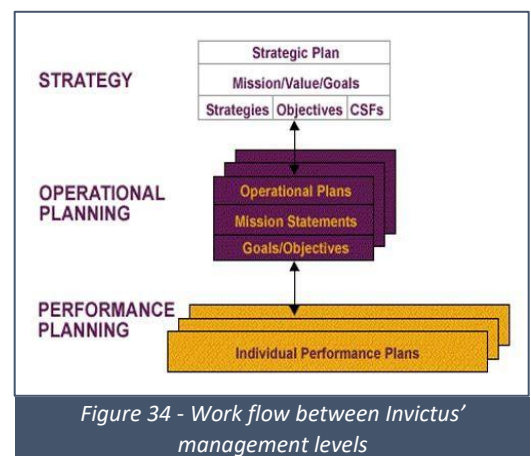 STRATEGY
Strategic Plan
Mission/Value/Goals
Strategies Objectives CSFs
OPERATIONAL
PLANNING
Operational Plans
Mission Statements
Goals/Objectives
PERFORMANCE
PLANNING
Individual Performance Plans
Figure 34 - Work flow between Invictus’
management levels